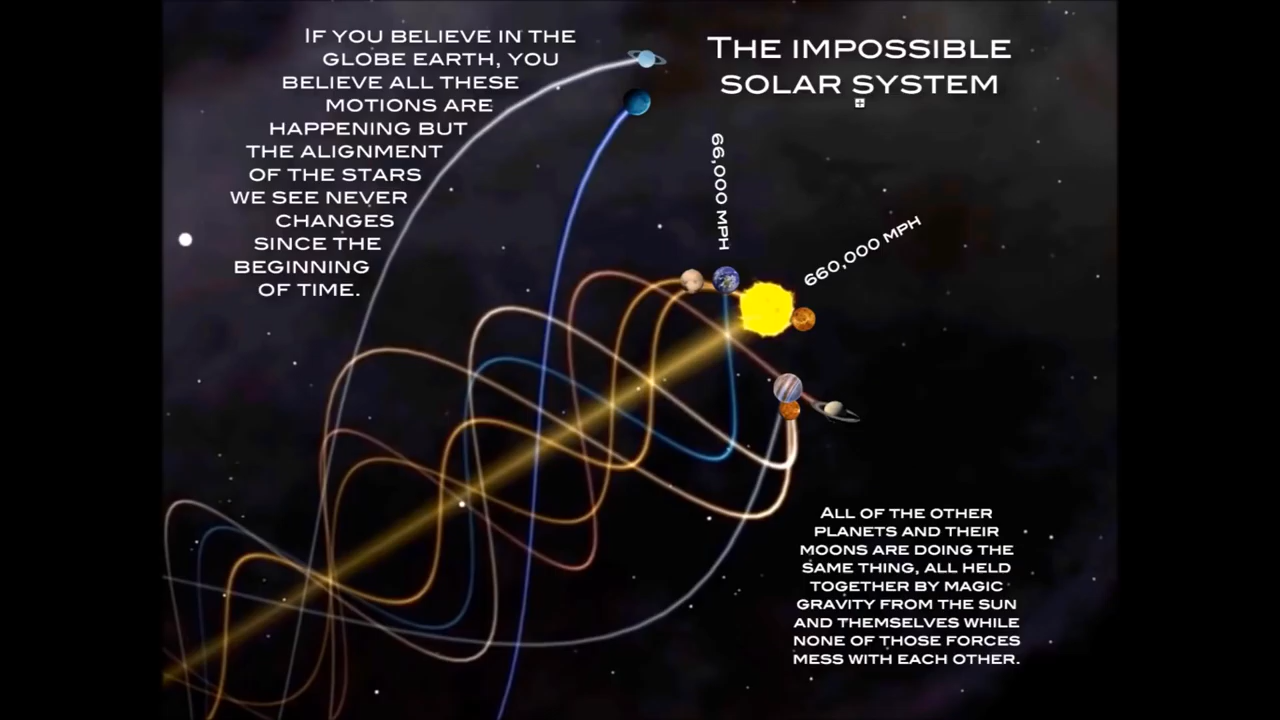 If you believe in the
globe Earth, you
believe all these
motions are
happening but
the alignment
of the stars
we see never
changes
since the
beginning
of time.
The impossible
solar system
66,000 mph
660,000 mph
All of the other
planets and their
moons are doing the
same thing, all held
together by magic
gravity from the sun
and themselves while
none of those forces
mess with each other.